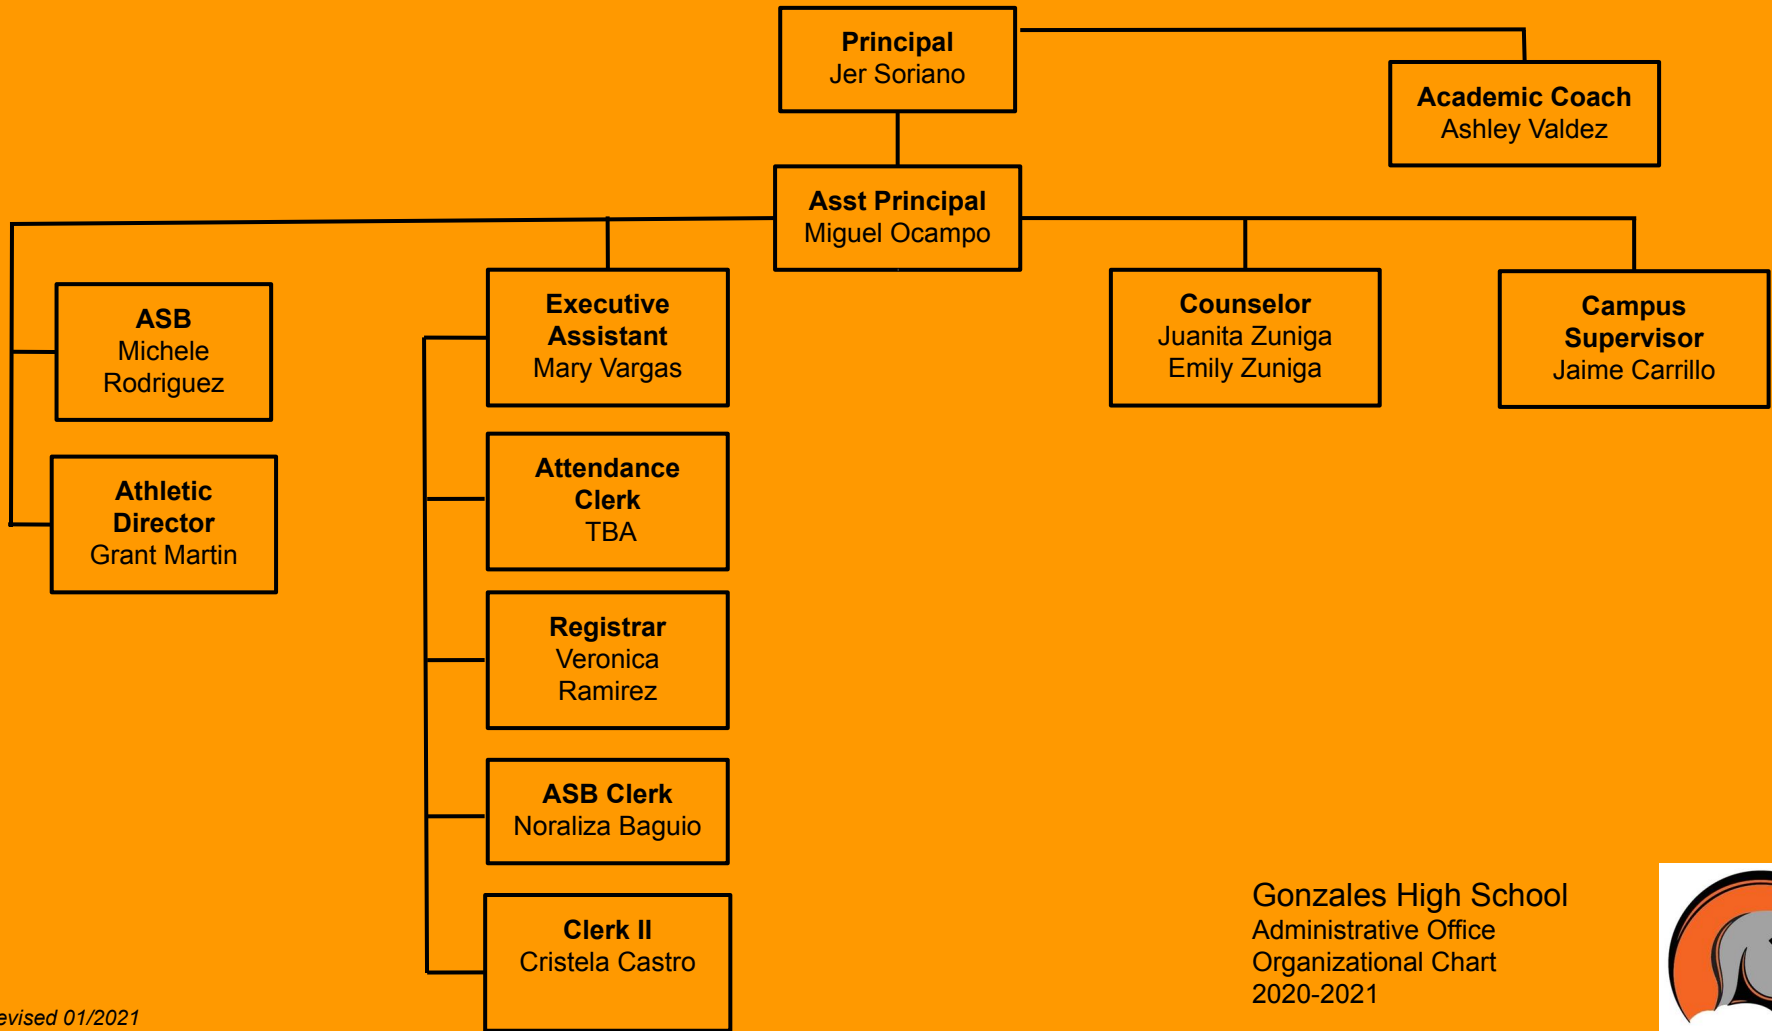 Principal
Jer Soriano
Academic Coach
Ashley Valdez
Asst Principal
Miguel Ocampo
ASB
Michele
Rodriguez
Athletic
Director
Grant Martin
Executive
Assistant
Mary Vargas
Attendance
Clerk
TBA
Registrar
Veronica
Ramirez
ASB Clerk
Noraliza Baguio
Clerk II
Cristela Castro
Counselor
Juanita Zuniga
Emily Zuniga
Campus
Supervisor
Jaime Carrillo
Gonzales High School
Administrative Office
Organizational Chart
2020-2021
evised 01/2021